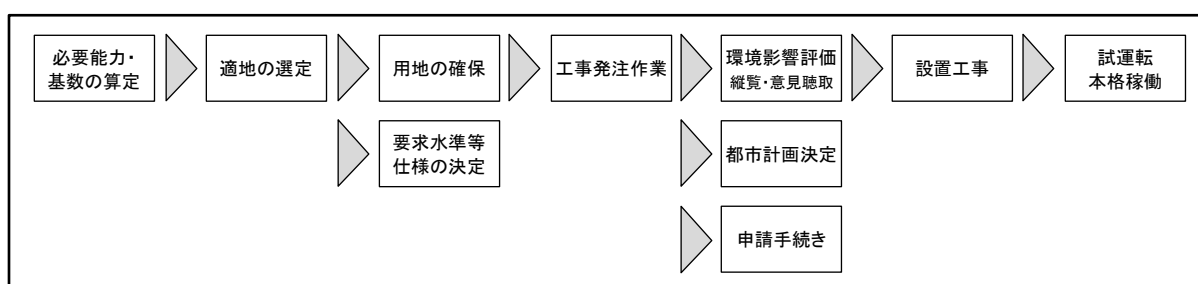 必要能力・
基数の算定
適地の選定
用地の確保
工事発注作業
環境影響評価
縦覧・意見聴取
設置工事
試運転
本格稼働
要求水準等
仕様の決定
都市計画決定
申請手続き